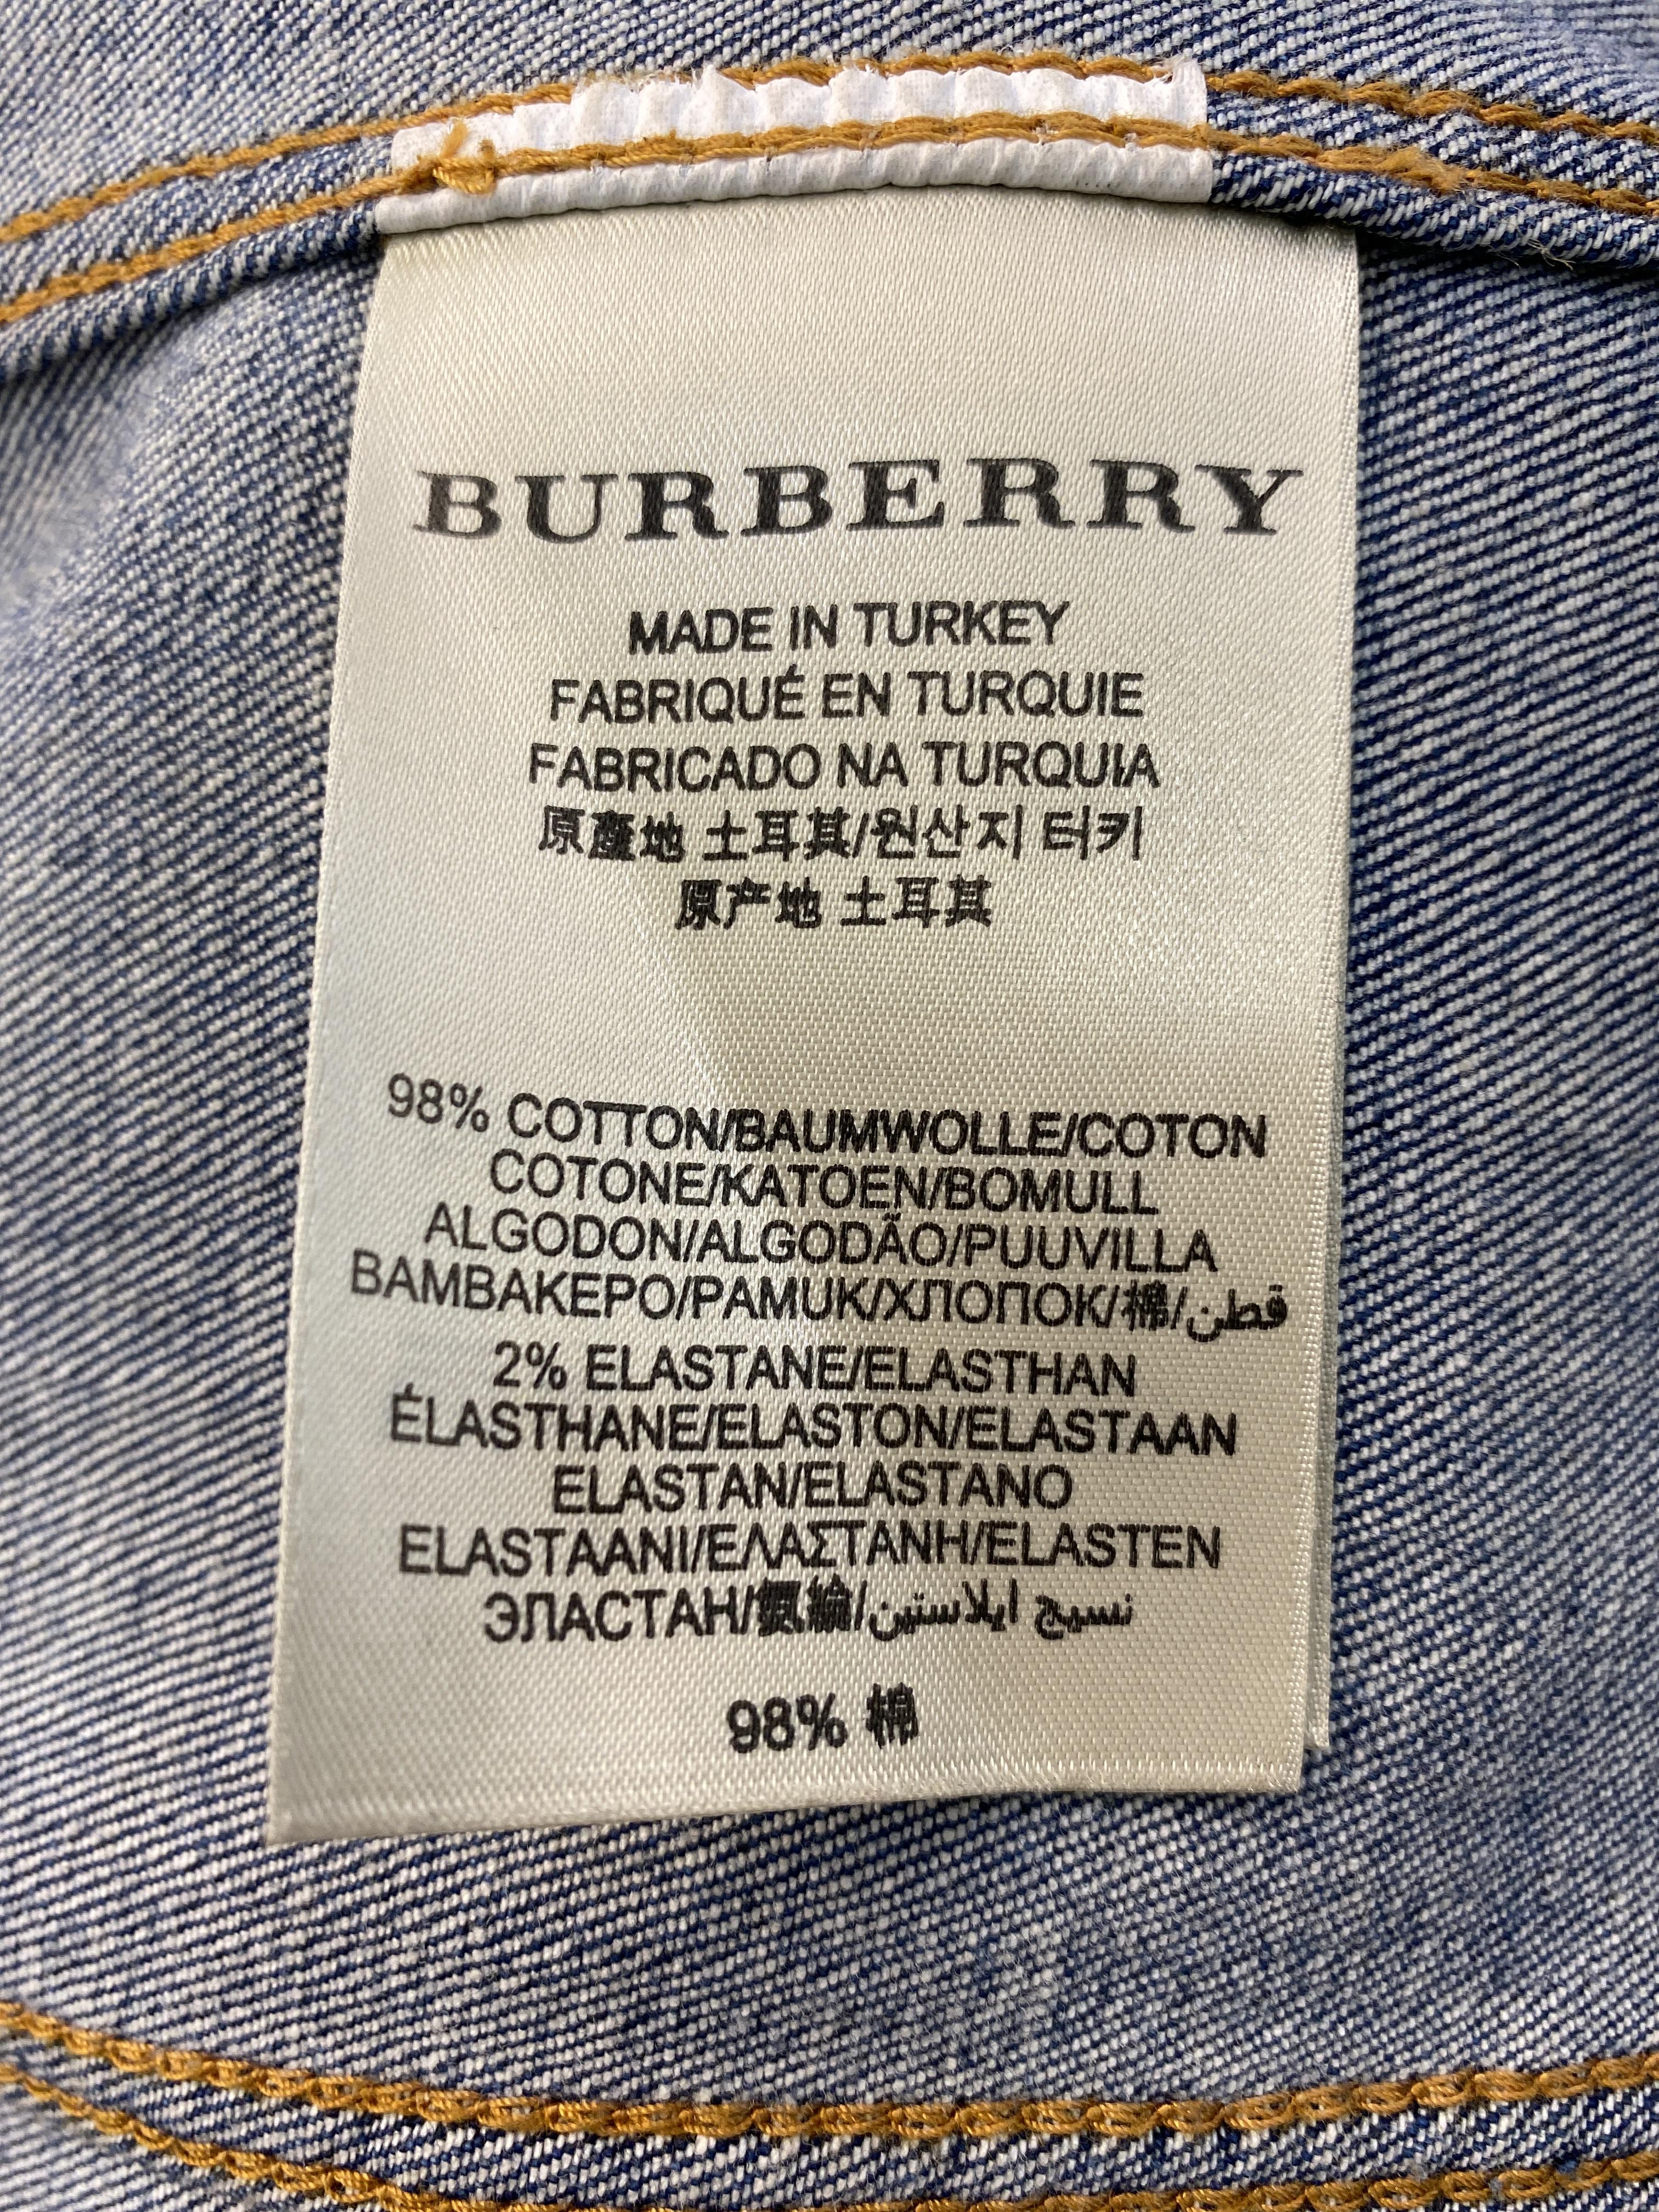 BURBERRY
MADE IN TURKEY
FABRIQUÉ EN TURQUIE
FABRICADO NA TURQUIA
原產地 土耳其/원산지 터키
原产地 土耳其
98% COTTON/BAUMWOLLE/COTON
COTONE/KATOEN/BOMULL
ALGODON/ALGODÃO/PUUVILLA
ΒΑΜΒΑΚΕΡΟ/PAMUK/ХЛОПОК/棉/قطن
2% ELASTANE/ELASTHAN
ÉLASTHANE/ELASTON/ELASTAAN
ELASTAN/ELASTANO
ELASTAANI/ΕΛΑΣΤΑΝΗ/ELASTEN
ЭЛАСТАН/氨綸/نسيج ايلاستين
98% 棉